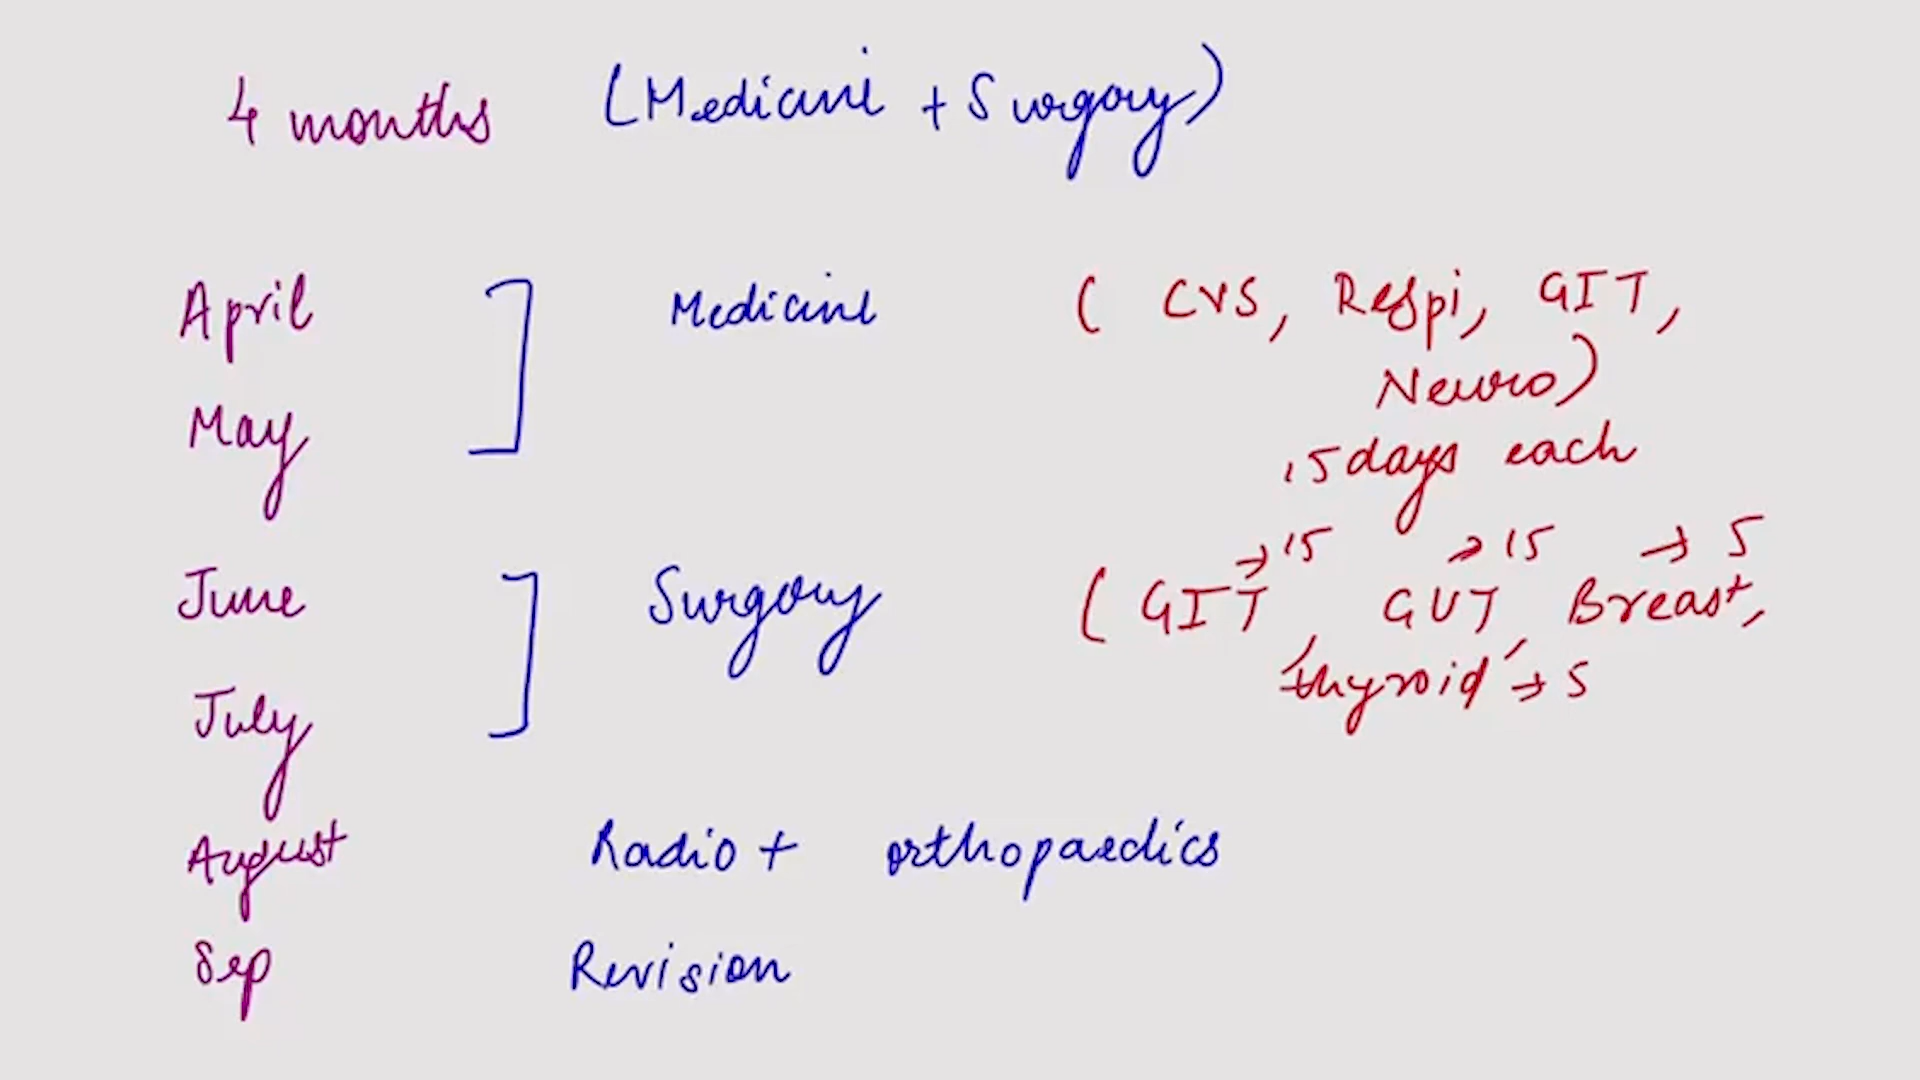 4 months (Medicine + Surgery)
April Medicine ( CVS, Respi, GIT,
Neuro)
May
15 days each
→ 15 → 15 → 5
June Surgery ( GIT, GUT, Breast,
thyroid → 5
July
August Radio + orthopaedics
Sep Revision